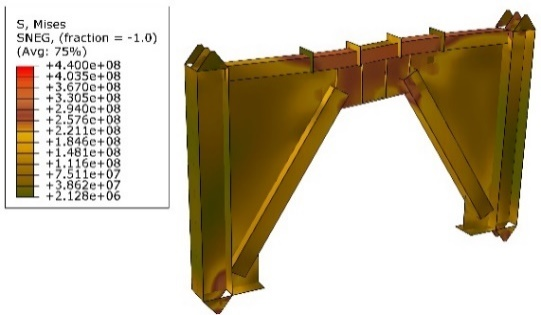 S, Mises
SNEG, (fraction = -1.0)
(Avg: 75%)
+4.400e+08
+4.035e+08
+3.670e+08
+3.305e+08
+2.940e+08
+2.576e+08
+2.211e+08
+1.846e+08
+1.481e+08
+1.116e+08
+7.511e+07
+3.862e+07
+2.128e+06